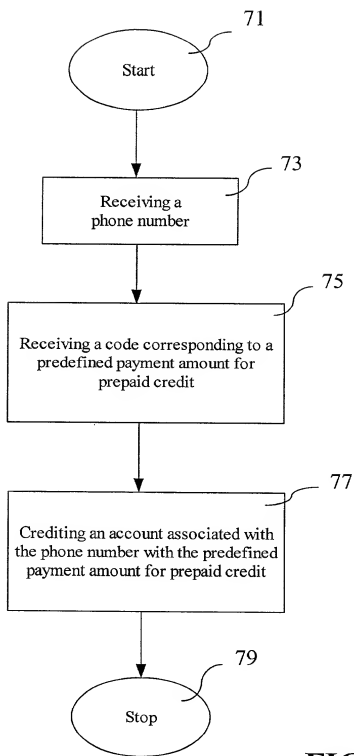 71
Start
73
Receiving a
phone number
75
Receiving a code corresponding to a
predefined payment amount for
prepaid credit
77
Crediting an account associated with
the phone number with the predefined
payment amount for prepaid credit
79
Stop